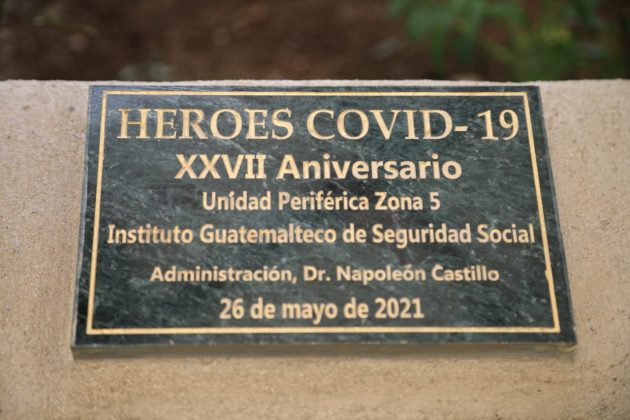 HEROES COVID- 19
XXVII Aniversario
Unidad Periférica Zona 5
Instituto Guatemalteco de Seguridad Social
Administración, Dr. Napoleón Castillo
26 de mayo de 2021